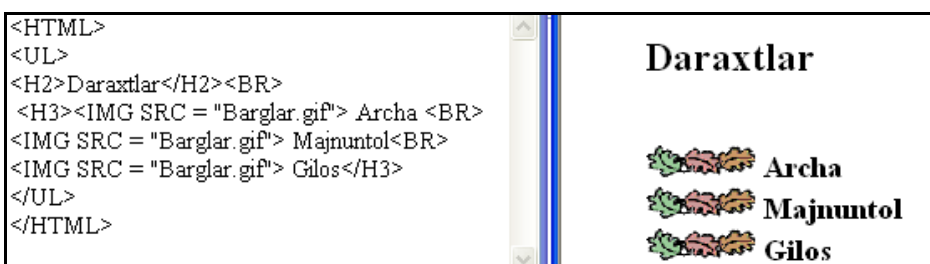 <HTML>
<UL>
<H2>Daraxtlar</H2><BR>
<H3><IMG SRC = "Barglar.gif"> Archa <BR>
<IMG SRC = "Barglar.gif"> Majnuntol<BR>
<IMG SRC = "Barglar.gif"> Gilos</H3>
</UL>
</HTML>
Daraxtlar
Archa
Majnuntol
Gilos